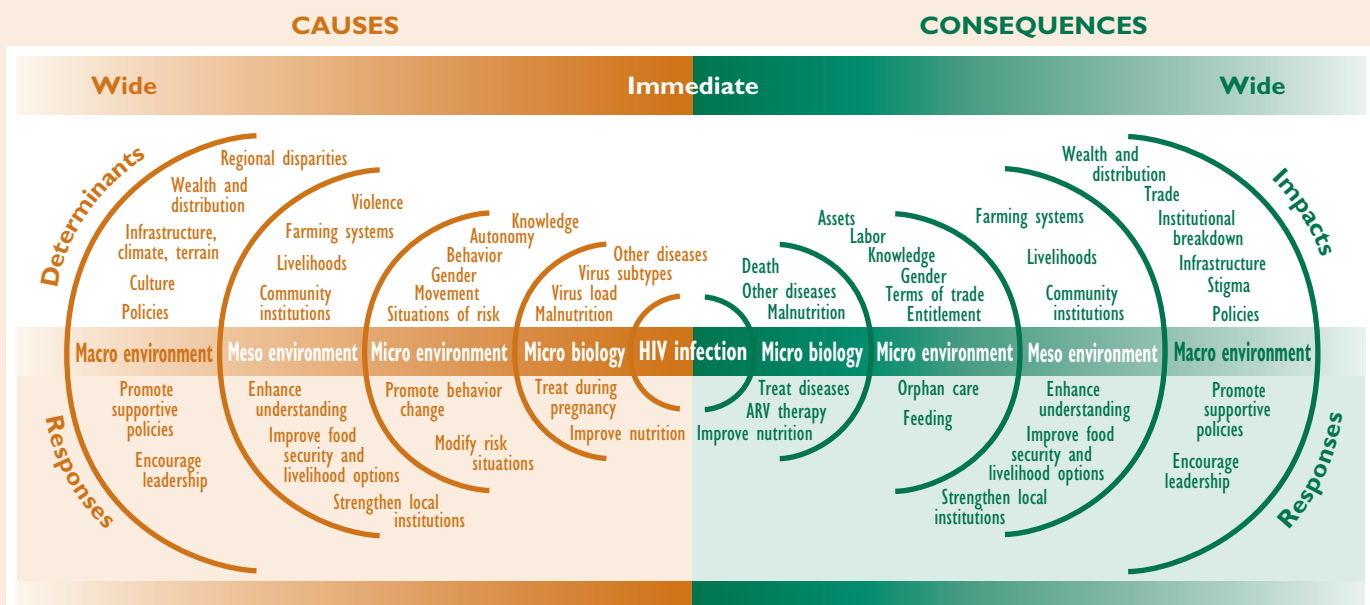 CAUSES
CONSEQUENCES
Wide
Immediate
Wide
Determinants
Regional disparities
Wealth and
distribution
Infrastructure,
climate, terrain
Culture
Policies
Violence
Farming systems
Livelihoods
Community
institutions
Knowledge
Autonomy
Behavior
Gender
Movement
Situations of risk
Other diseases
Virus subtypes
Virus load
Malnutrition
Death
Other diseases
Malnutrition
Assets
Labor
Knowledge
Gender
Terms of trade
Entitlement
Farming systems
Livelihoods
Community
institutions
Wealth and
distribution
Trade
Institutional
breakdown
Infrastructure
Stigma
Policies
Impacts
Macro environment
Meso environment
Micro environment
Micro biology
HIV infection
Micro biology
Micro environment
Meso environment
Macro environment
Responses
Promote
supportive
policies
Encourage
leadership
Enhance
understanding
Improve food
security and
livelihood options
Strengthen local
institutions
Promote behavior
change
Modify risk
situations
Treat during
pregnancy
Improve nutrition
Treat diseases
ARV therapy
Improve nutrition
Orphan care
Feeding
Enhance
understanding
Improve food
security and
livelihood options
Strengthen local
institutions
Promote
supportive
policies
Encourage
leadership
Responses